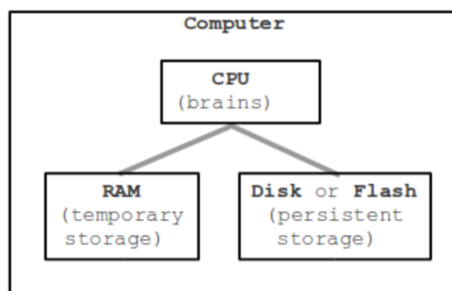 Computer
CPU
(brains)
RAM
(temporary
storage)
Disk or Flash
(persistent
storage)